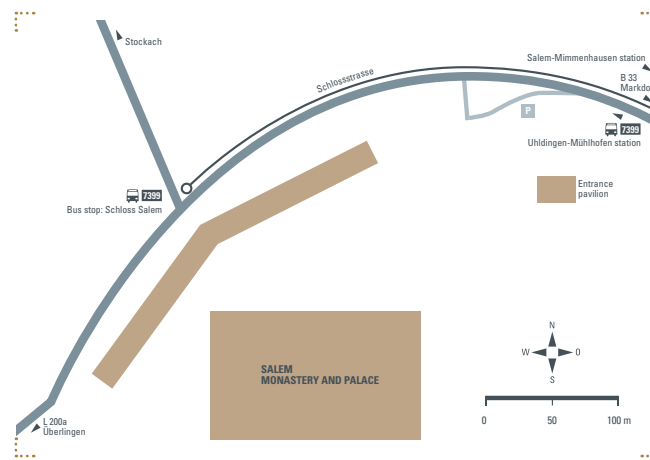 Stockach
Schlossstrasse
Salem-Mimmenhausen station
B 33
Markdo
P
7399
Uhldingen-Mühlhofen station
7399
Bus stop: Schloss Salem
Entrance
pavilion
SALEM
MONASTERY AND PALACE
N
W
O
S
0
50
100 m
L 200a
Überlingen